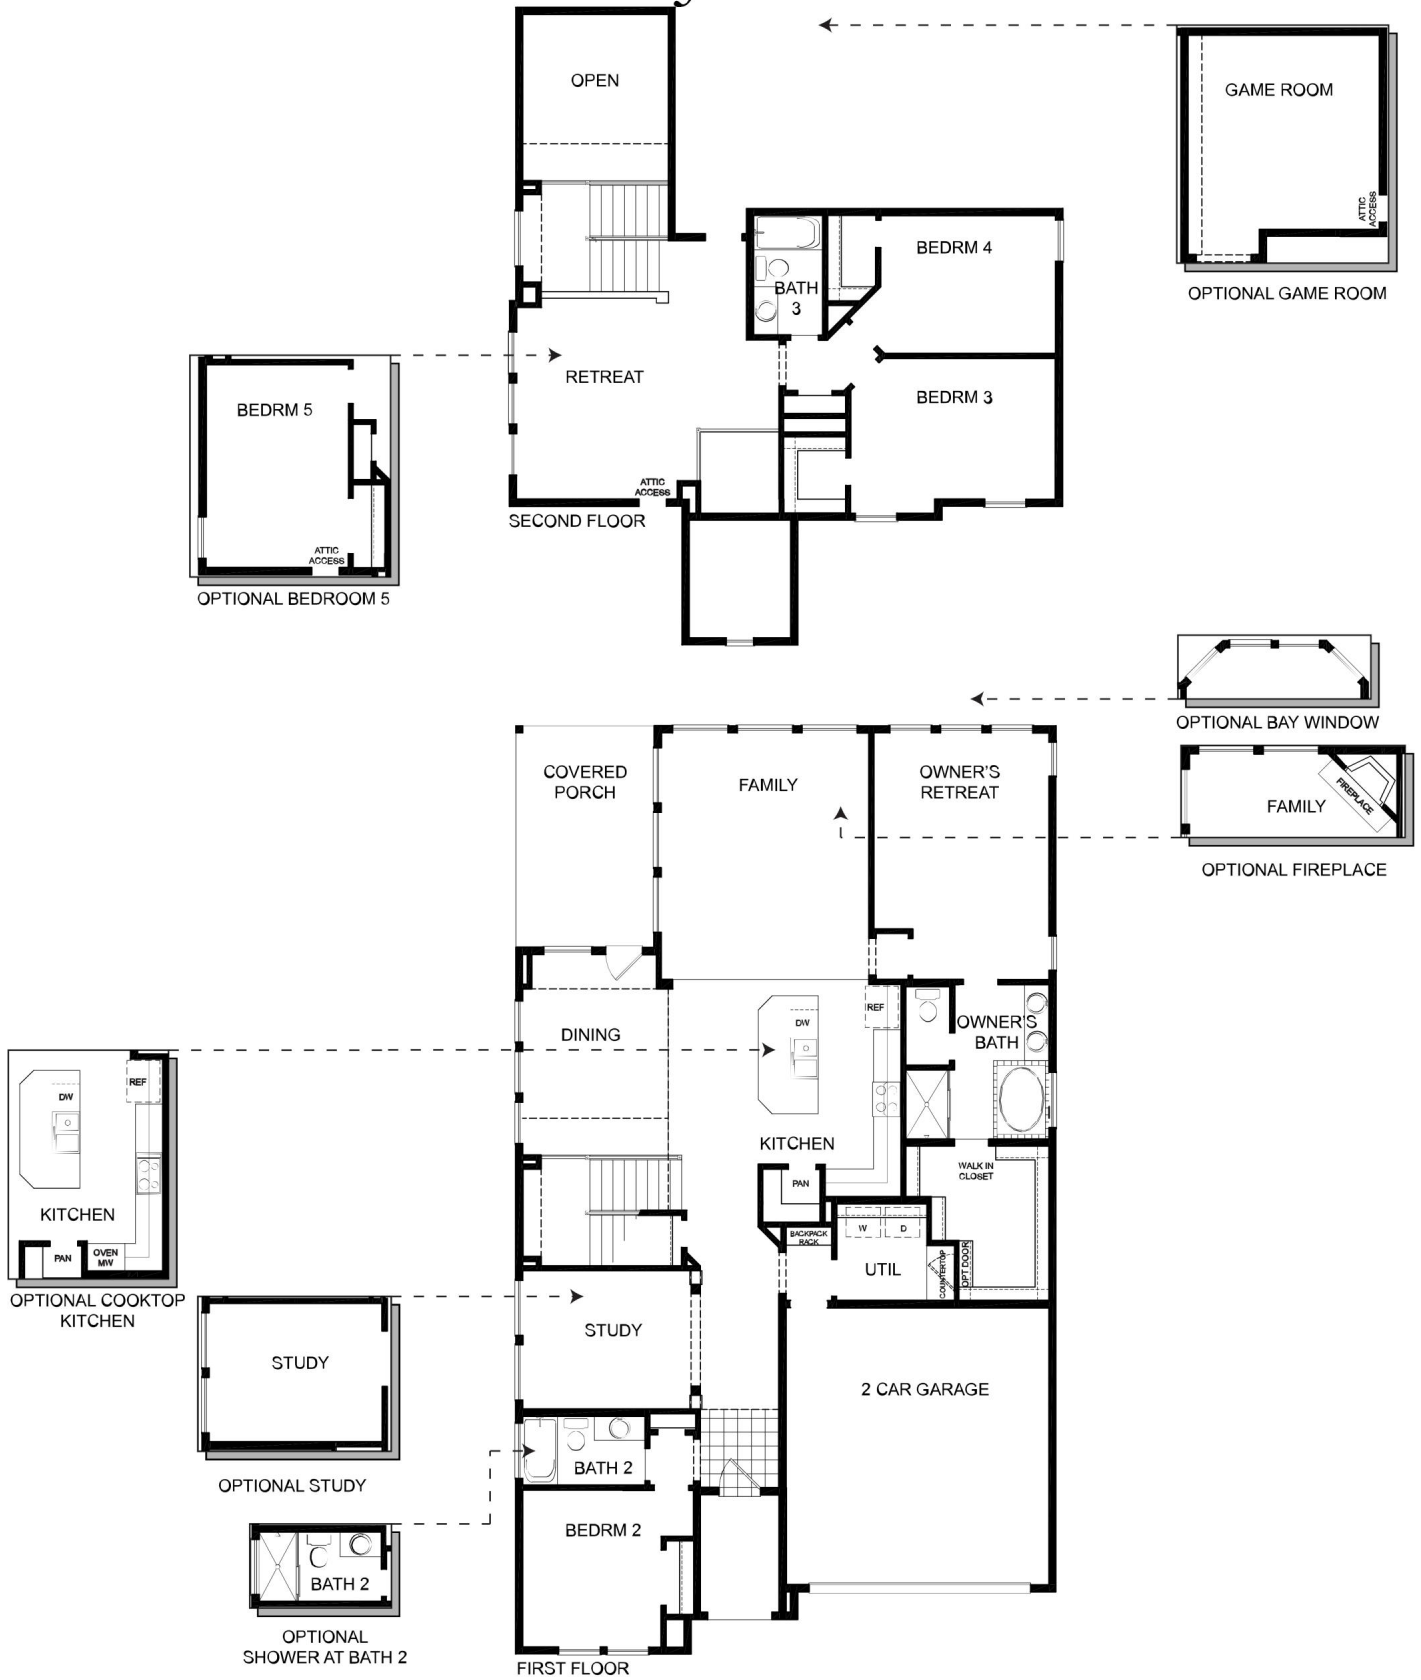 OPEN
GAME ROOM
ATTIC
ACCESS
OPTIONAL GAME ROOM
BEDRM 4
BATH
3
RETREAT
BEDRM 3
BEDRM 5
ATTIC
ACCESS
OPTIONAL BEDROOM 5
ATTIC
ACCESS
SECOND FLOOR
OPTIONAL BAY WINDOW
COVERED
PORCH
FAMILY
OWNER'S
RETREAT
FAMILY
FIREPLACE
OPTIONAL FIREPLACE
DINING
DW
REF
OWNER'S
BATH
KITCHEN
PAN
WALK IN
CLOSET
REF
DW
KITCHEN
PAN
OVEN
MW
OPTIONAL COOKTOP
KITCHEN
BACKPACK
RACK
W
D
UTIL
COUNTERTOP
OPT DOOR
STUDY
STUDY
OPTIONAL STUDY
2 CAR GARAGE
BATH 2
BEDRM 2
BATH 2
OPTIONAL
SHOWER AT BATH 2
FIRST FLOOR